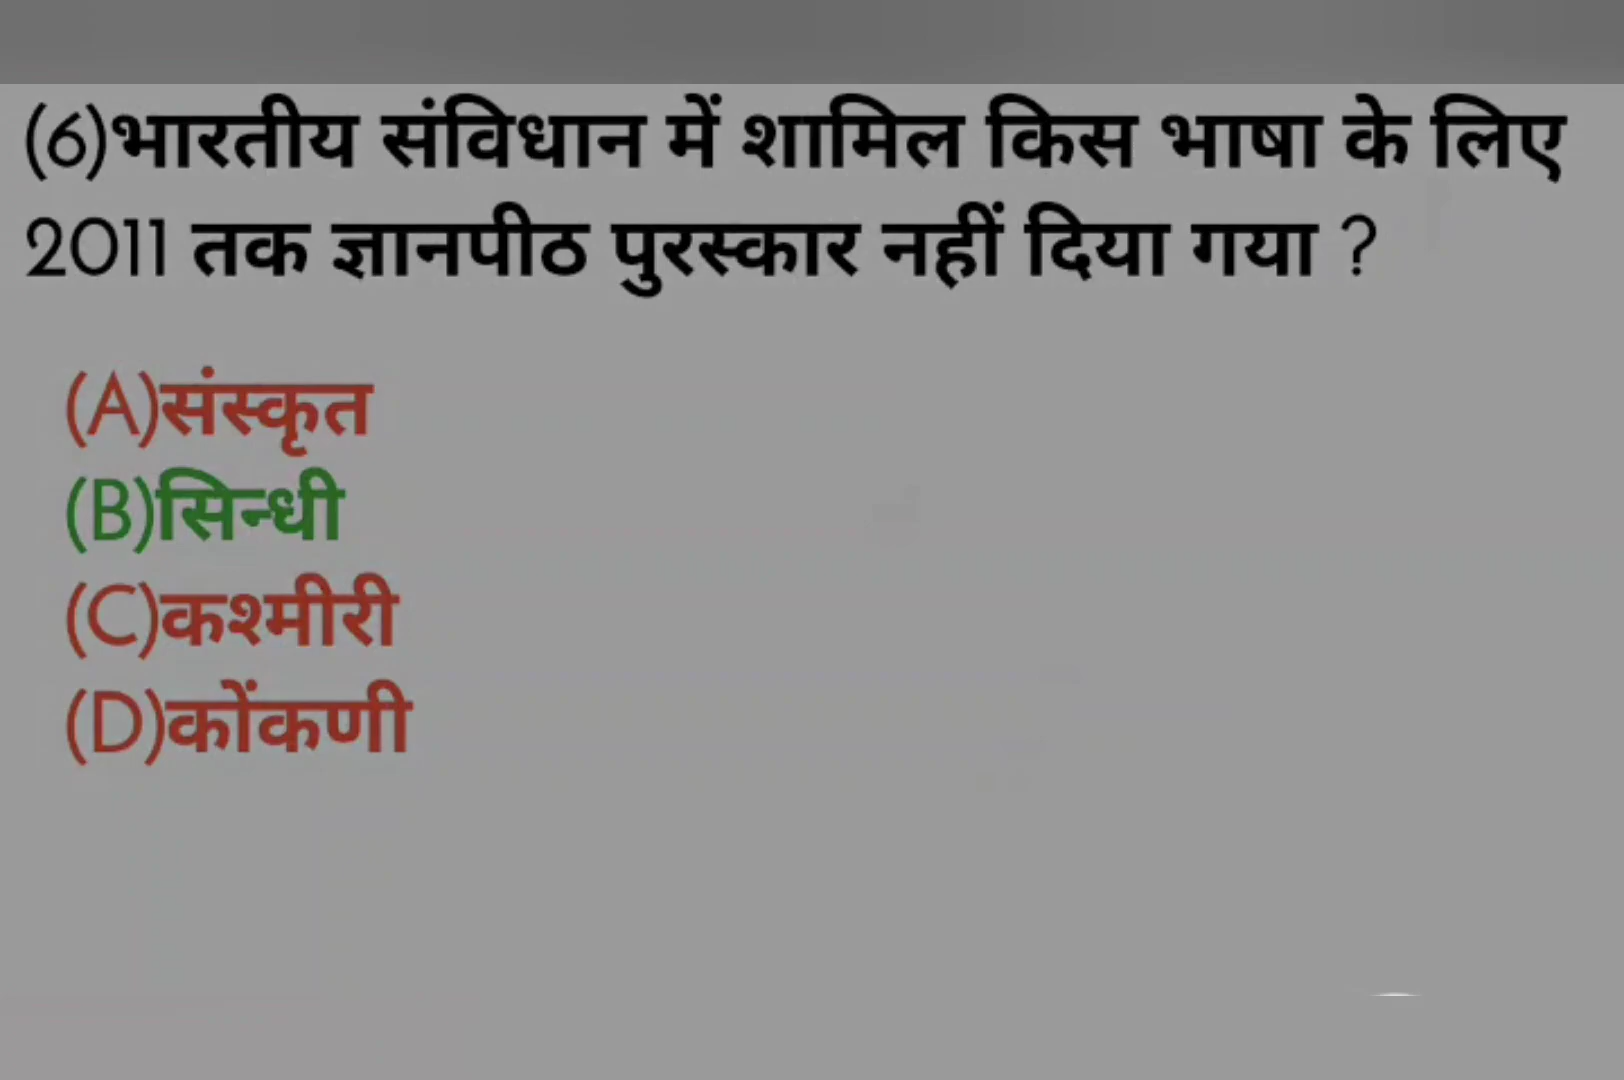 (6)भारतीय संविधान में शामिल किस भाषा के लिए
2011 तक ज्ञानपीठ पुरस्कार नहीं दिया गया ?
(A)संस्कृत
(B)सिन्धी
(C)कश्मीरी
(D)कोंकणी